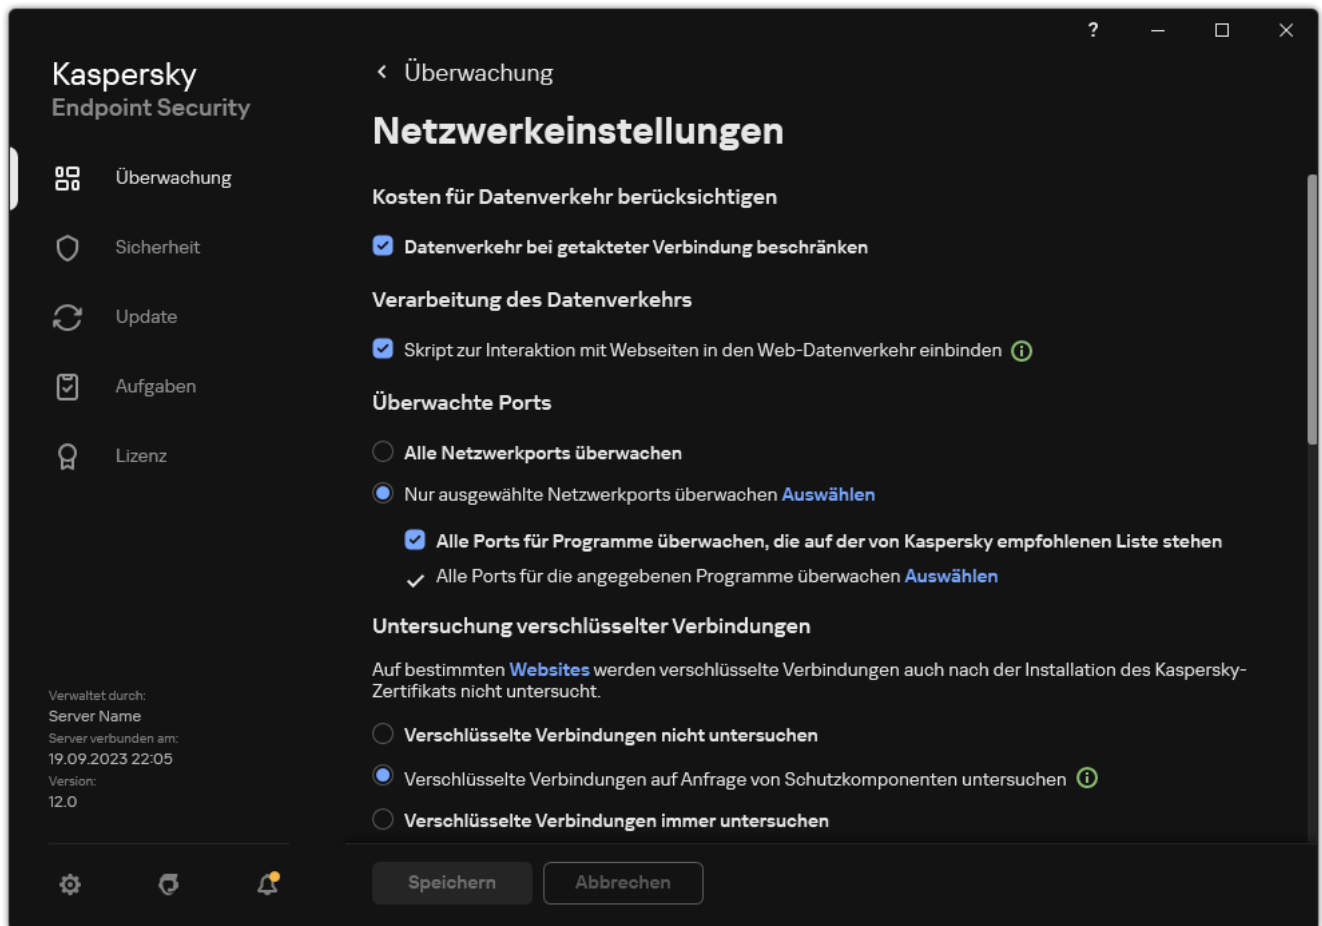 ?
Kaspersky
Endpoint Security
Überwachung
Sicherheit
Update
Aufgaben
Lizenz
Verwaltet durch:
Server Name
Server verbunden am:
19.09.2023 22:05
Version:
12.0
Überwachung
Netzwerkeinstellungen
Kosten für Datenverkehr berücksichtigen
Datenverkehr bei getakteter Verbindung beschränken
Verarbeitung des Datenverkehrs
Skript zur Interaktion mit Webseiten in den Web-Datenverkehr einbinden
Überwachte Ports
Alle Netzwerkports überwachen
Nur ausgewählte Netzwerkports überwachen Auswählen
Alle Ports für Programme überwachen, die auf der von Kaspersky empfohlenen Liste stehen
Alle Ports für die angegebenen Programme überwachen Auswählen
Untersuchung verschlüsselter Verbindungen
Auf bestimmten Websites werden verschlüsselte Verbindungen auch nach der Installation des Kaspersky-
Zertifikats nicht untersucht.
Verschlüsselte Verbindungen nicht untersuchen
Verschlüsselte Verbindungen auf Anfrage von Schutzkomponenten untersuchen
Verschlüsselte Verbindungen immer untersuchen
Speichern
Abbrechen